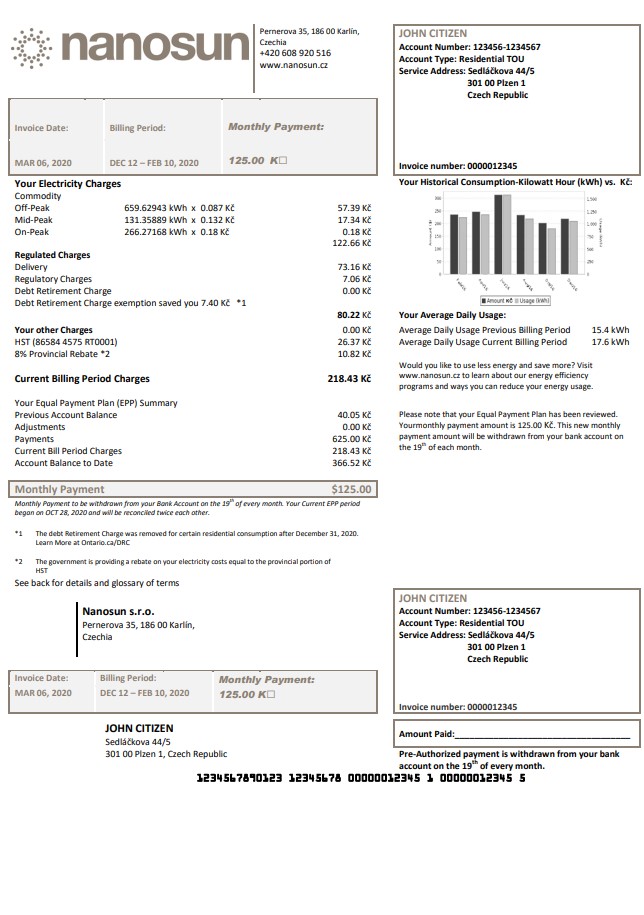 nanosun
Pernerova 35, 186 00 Karlín,
Czechia
+420 608 920 516
www.nanosun.cz
JOHN CITIZEN
Account Number: 123456-1234567
Account Type: Residential TOU
Service Address: Sedláčkova 44/5
301 00 Plzen 1
Czech Republic
Invoice number: 0000012345
Invoice Date: Billing Period: Monthly Payment:
MAR 06, 2020 DEC 12 – FEB 10, 2020 125.00 K□
Your Electricity Charges
Commodity
Off-Peak 659.62943 kWh x 0.087 Kč 57.39 Kč
Mid-Peak 131.35889 kWh x 0.132 Kč 17.34 Kč
On-Peak 266.27168 kWh x 0.18 Kč 0.18 Kč
122.66 Kč
Regulated Charges
Delivery 73.16 Kč
Regulatory Charges 7.06 Kč
Debt Retirement Charge 0.00 Kč
Debt Retirement Charge exemption saved you 7.40 Kč *1
80.22 Kč
Your other Charges 0.00 Kč
HST (86584 4575 RT0001) 26.37 Kč
8% Provincial Rebate *2 10.82 Kč
Current Billing Period Charges 218.43 Kč
Your Equal Payment Plan (EPP) Summary
Previous Account Balance 40.05 Kč
Adjustments 0.00 Kč
Payments 625.00 Kč
Current Bill Period Charges 218.43 Kč
Account Balance to Date 366.52 Kč
Monthly Payment $125.00
Monthly Payment to be withdrawn from your Bank Account on the 19th of every month. Your Current EPP period
began on OCT 28, 2020 and will be reconciled twice each other.
*1 The debt Retirement Charge was removed for certain residential consumption after December 31, 2020.
Learn More at Ontario.ca/DRC
*2 The government is providing a rebate on your electricity costs equal to the provincial portion of
HST
See back for details and glossary of terms
Your Historical Consumption-Kilowatt Hour (kWh) vs. Kč:
300
250
200
150
100
50
0
1,500
1,250
1,000
750
500
250
0
Amount Kč Usage (kWh)
Your Average Daily Usage:
Average Daily Usage Previous Billing Period 15.4 kWh
Average Daily Usage Current Billing Period 17.6 kWh
Would you like to use less energy and save more? Visit
www.nanosun.cz to learn about our energy efficiency
programs and ways you can reduce your energy usage.
Please note that your Equal Payment Plan has been reviewed.
Yourmonthly payment amount is 125.00 Kč. This new monthly
payment amount will be withdrawn from your bank account on
the 19th of each month.
Nanosun s.r.o.
Pernerova 35, 186 00 Karlín,
Czechia
Invoice Date: Billing Period: Monthly Payment:
MAR 06, 2020 DEC 12 – FEB 10, 2020 125.00 K□
JOHN CITIZEN
Sedláčkova 44/5
301 00 Plzen 1, Czech Republic
JOHN CITIZEN
Account Number: 123456-1234567
Account Type: Residential TOU
Service Address: Sedláčkova 44/5
301 00 Plzen 1
Czech Republic
Invoice number: 0000012345
Amount Paid:
Pre-Authorized payment is withdrawn from your bank
account on the 19th of every month.
1234567890123 12345678 00000012345 1 00000012345 5